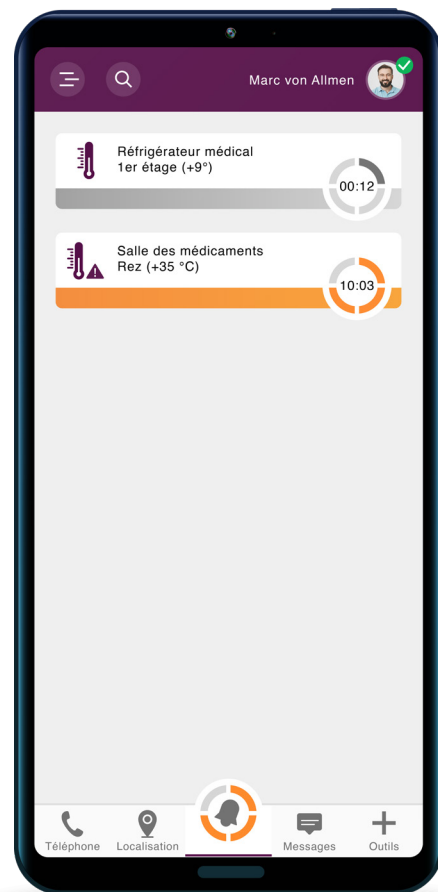 Marc von Allmen
Réfrigérateur médical
1er étage (+9°)
00:12
Salle des médicaments
Rez (+35 °C)
10:03
Téléphone
Localisation
Messages
Outils